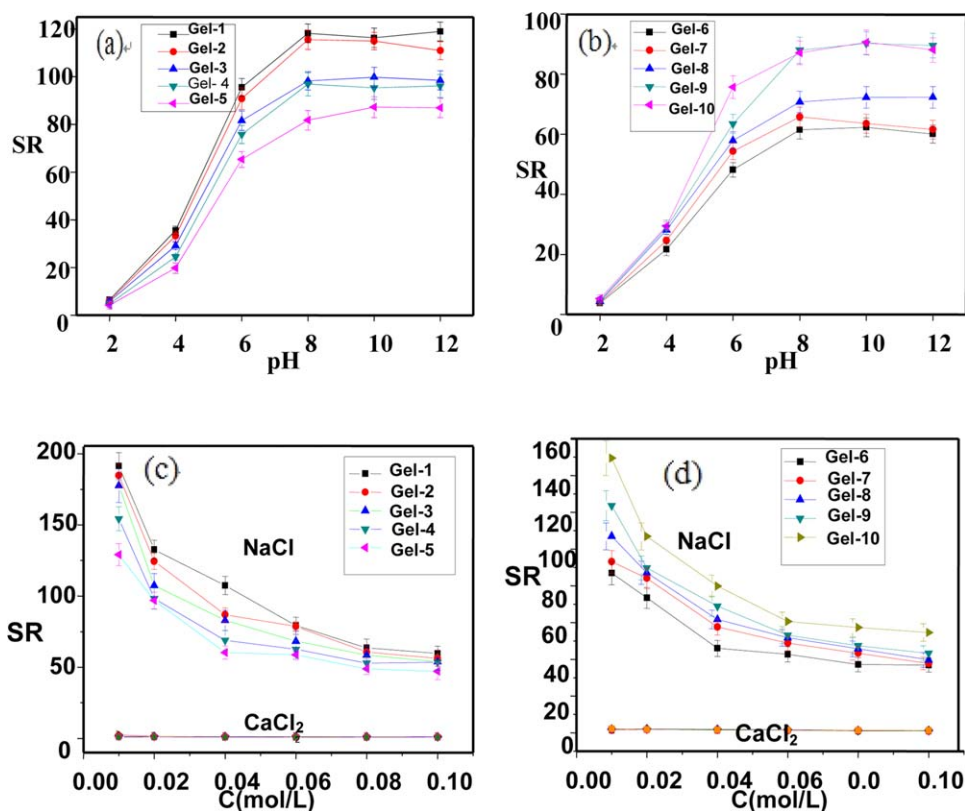 (a)
Gel-1
Gel-2
Gel-3
Gel-4
Gel-5
120
100
80
60
40
20
0
SR
2 4 6 8 10 12
pH
(b)
Gel-6
Gel-7
Gel-8
Gel-9
Gel-10
100
80
60
40
20
0
SR
2 4 6 8 10 12
pH
(c)
Gel-1
Gel-2
Gel-3
Gel-4
Gel-5
200
150
100
50
0
SR
NaCl
CaCl₂
0.00 0.02 0.04 0.06 0.08 0.10
C(mol/L)
(d)
Gel-6
Gel-7
Gel-8
Gel-9
Gel-10
160
140
120
100
80
60
40
20
0
SR
NaCl
CaCl₂
0.00 0.02 0.04 0.06 0.0 0.10
C(mol/L)